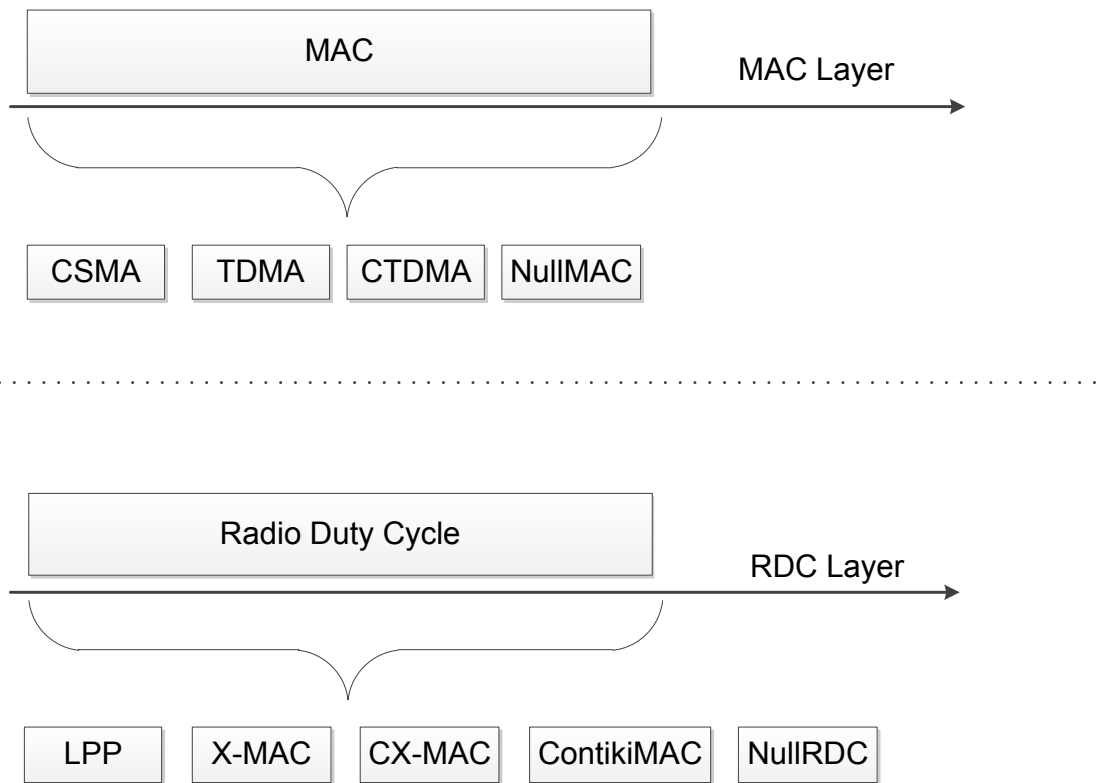 MAC
MAC Layer
CSMA TDMA CTDMA NullMAC
Radio Duty Cycle
RDC Layer
LPP X-MAC CX-MAC ContikiMAC NullRDC